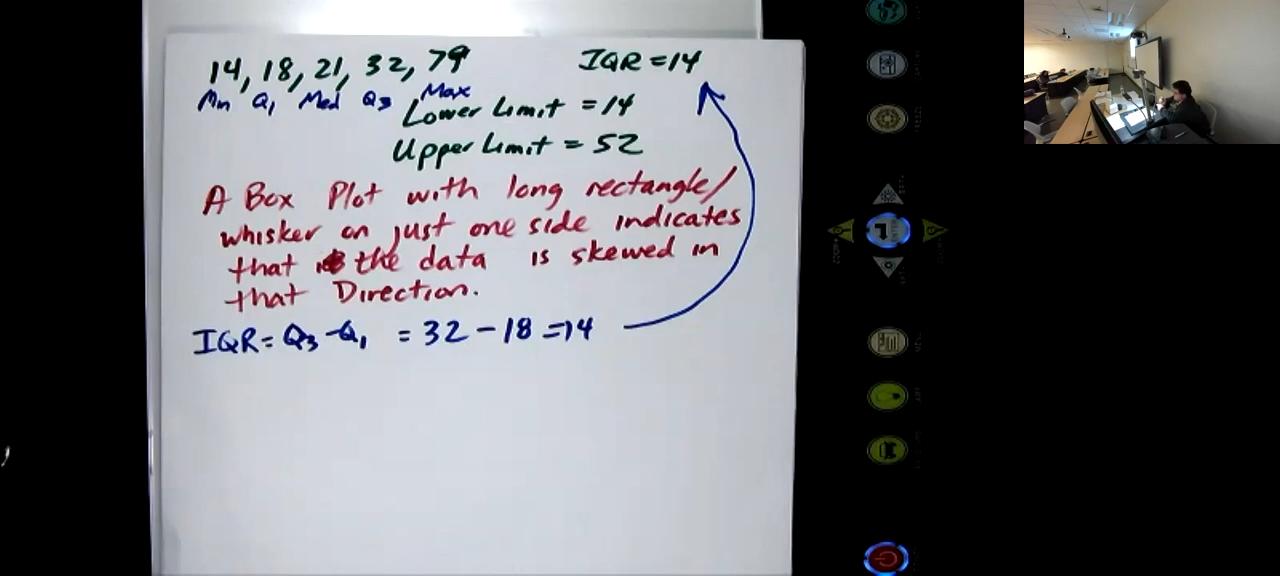 14, 18, 21, 32, 79 IQR = 14
Min Q1 Med Q3 Max
Lower Limit = 14
Upper Limit = 52
A Box Plot with long rectangle/
whisker on just one side indicates
that the data is skewed in
that Direction.
IQR = Q3 - Q1 = 32 - 18 = 14